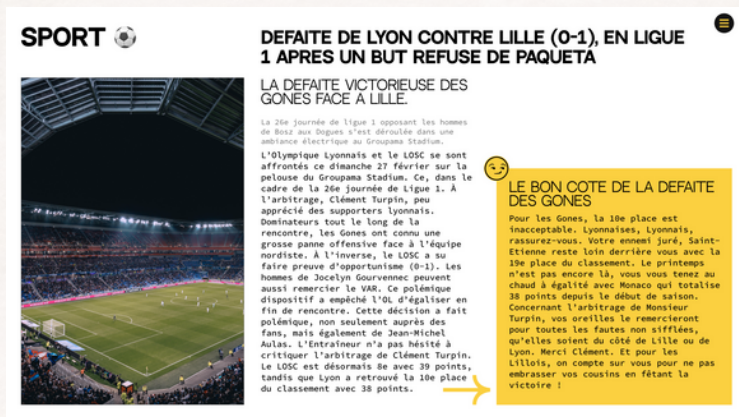 SPORT
DEFAITE DE LYON CONTRE LILLE (0-1), EN LIGUE
1 APRES UN BUT REFUSE DE PAQUETA
LA DEFAITE VICTORIEUSE DES
GONES FACE A LILLE.
La 26e journée de ligue 1 opposant les hommes
de Bosz aux Dogues s'est déroulée dans une
ambiance électrique au Groupama Stadium.
L'Olympique Lyonnais et le LOSC se sont
affrontés ce dimanche 27 février sur la
pelouse du Groupama Stadium. Ce, dans le
cadre de la 26e journée de Ligue 1. À
l'arbitrage, Clément Turpin, peu
apprécié des supporters lyonnais.
Dominateurs tout le long de la
rencontre, les Gones ont connu une
grosse panne offensive face à l'équipe
nordiste. À l'inverse, le LOSC a su
faire preuve d'opportunisme (0-1). Les
hommes de Jocelyn Gourvennec peuvent
aussi remercier le VAR. Ce polémique
dispositif a empêché l'OL d'égaliser en
fin de rencontre. Cette décision a fait
polémique, non seulement auprès des
fans, mais également de Jean-Michel
Aulas. L'Entraîneur n'a pas hésité à
critiquer l'arbitrage de Clément Turpin.
Le LOSC est désormais 8e avec 39 points,
tandis que Lyon a retrouvé la 10e place
du classement avec 38 points.
LE BON COTE DE LA DEFAITE
DES GONES
Pour les Gones, la 10e place est
inacceptable. Lyonnaises, Lyonnais,
rassurez-vous. Votre ennemi juré, Saint-
Etienne reste loin derrière vous avec la
19e place du classement. Le printemps
n'est pas encore là, vous vous tenez au
chaud à égalité avec Monaco qui totalise
38 points depuis le début de saison.
Concernant l'arbitrage de Monsieur
Turpin, vos oreilles le remercieront
pour toutes les fautes non sifflées,
qu'elles soient du côté de Lille ou de
Lyon. Merci Clément. Et pour les
Lillois, on compte sur vous pour ne pas
embrasser vos cousins en fêtant la
victoire !